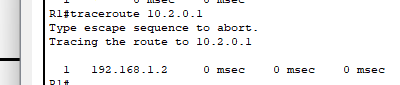 R1#traceroute 10.2.0.1
Type escape sequence to abort.
Tracing the route to 10.2.0.1
1 192.168.1.2 0 msec 0 msec 0 msec
R1#